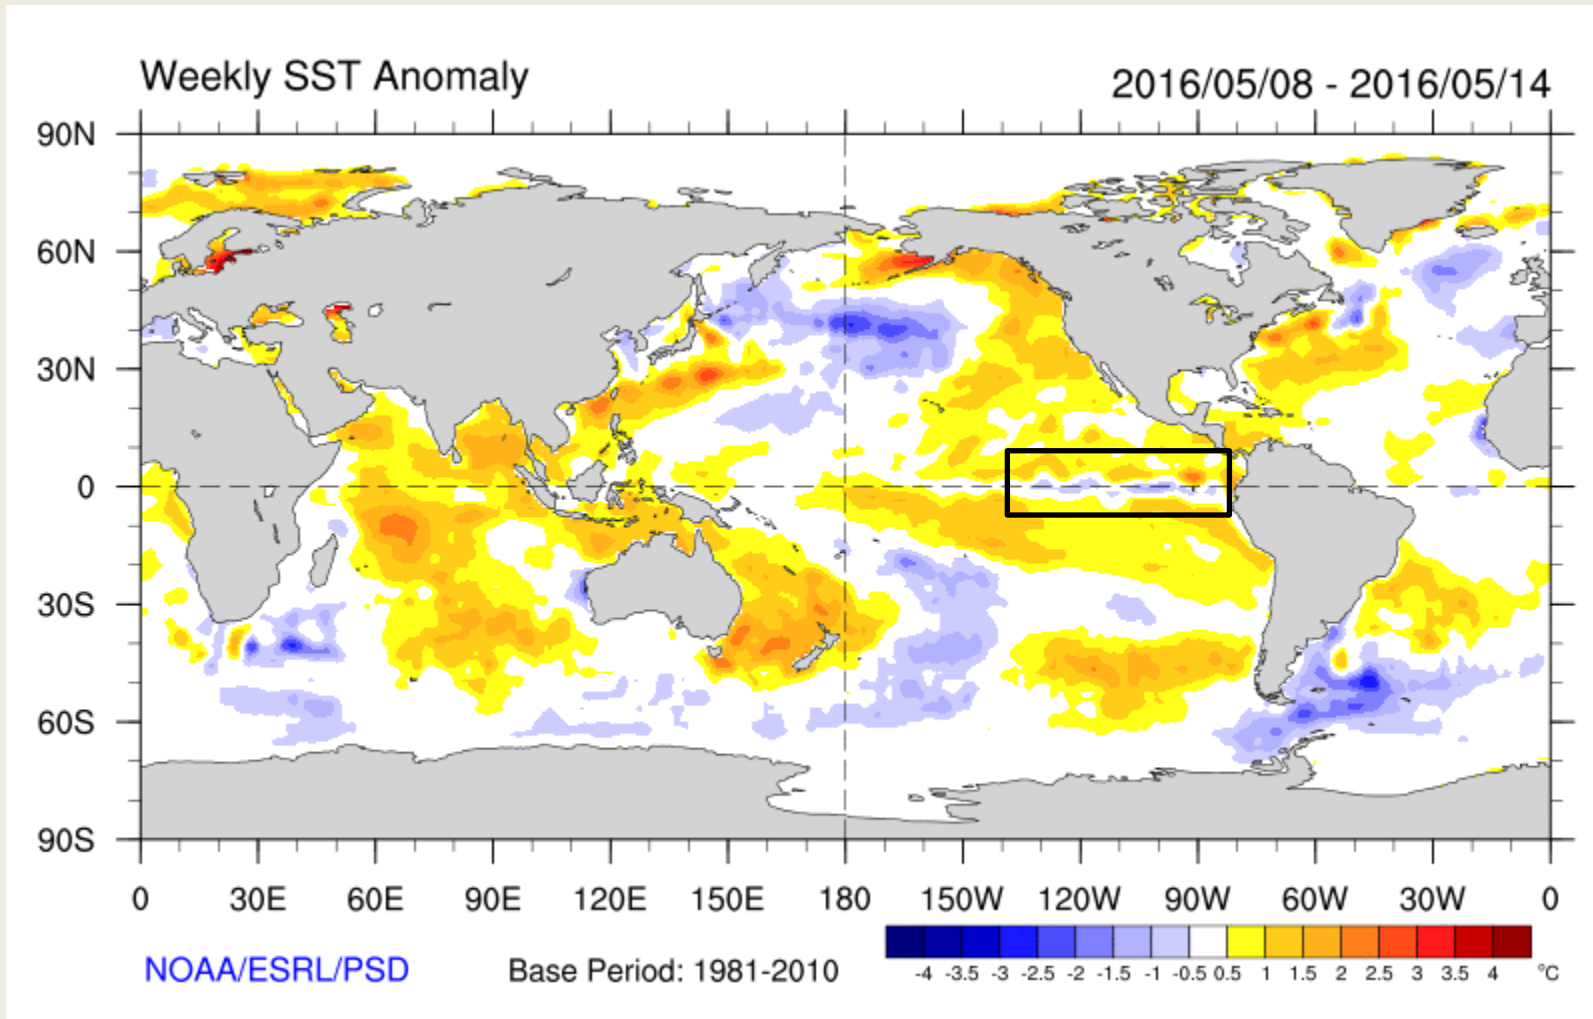 Weekly SST Anomaly
2016/05/08 - 2016/05/14
90N
60N
30N
0
30S
60S
90S
0 30E 60E 90E 120E 150E 180 150W 120W 90W 60W 30W 0
-4 -3.5 -3 -2.5 -2 -1.5 -1 -0.5 0.5 1 1.5 2 2.5 3 3.5 4 °C
NOAA/ESRL/PSD
Base Period: 1981-2010